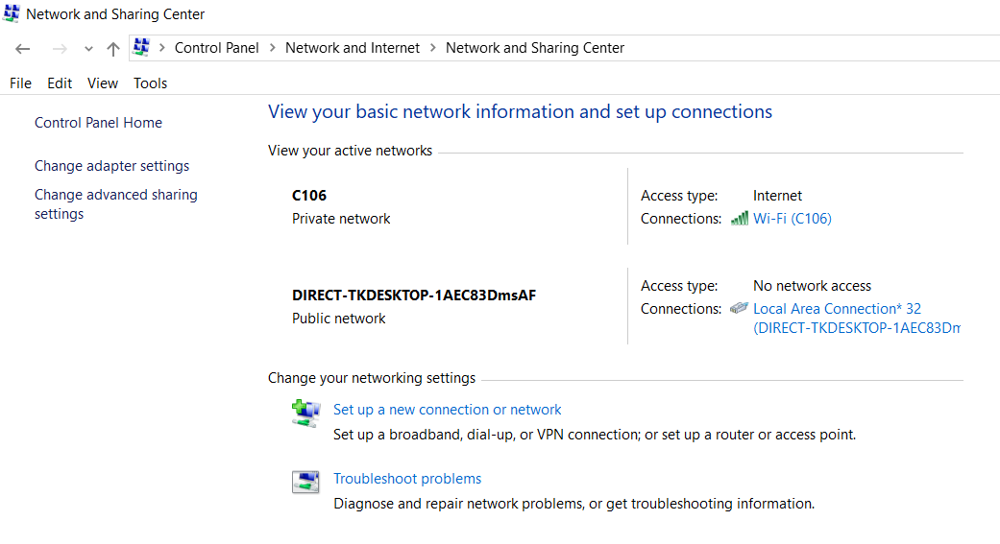 Network and Sharing Center
Control Panel > Network and Internet > Network and Sharing Center
File Edit View Tools
Control Panel Home
Change adapter settings
Change advanced sharing
settings
View your basic network information and set up connections
View your active networks
C106
Private network
Access type: Internet
Connections: Wi-Fi (C106)
DIRECT-TKDESKTOP-1AEC83DmsAF
Public network
Access type: No network access
Connections: Local Area Connection* 32
(DIRECT-TKDESKTOP-1AEC83Dm
Change your networking settings
Set up a new connection or network
Set up a broadband, dial-up, or VPN connection; or set up a router or access point.
Troubleshoot problems
Diagnose and repair network problems, or get troubleshooting information.